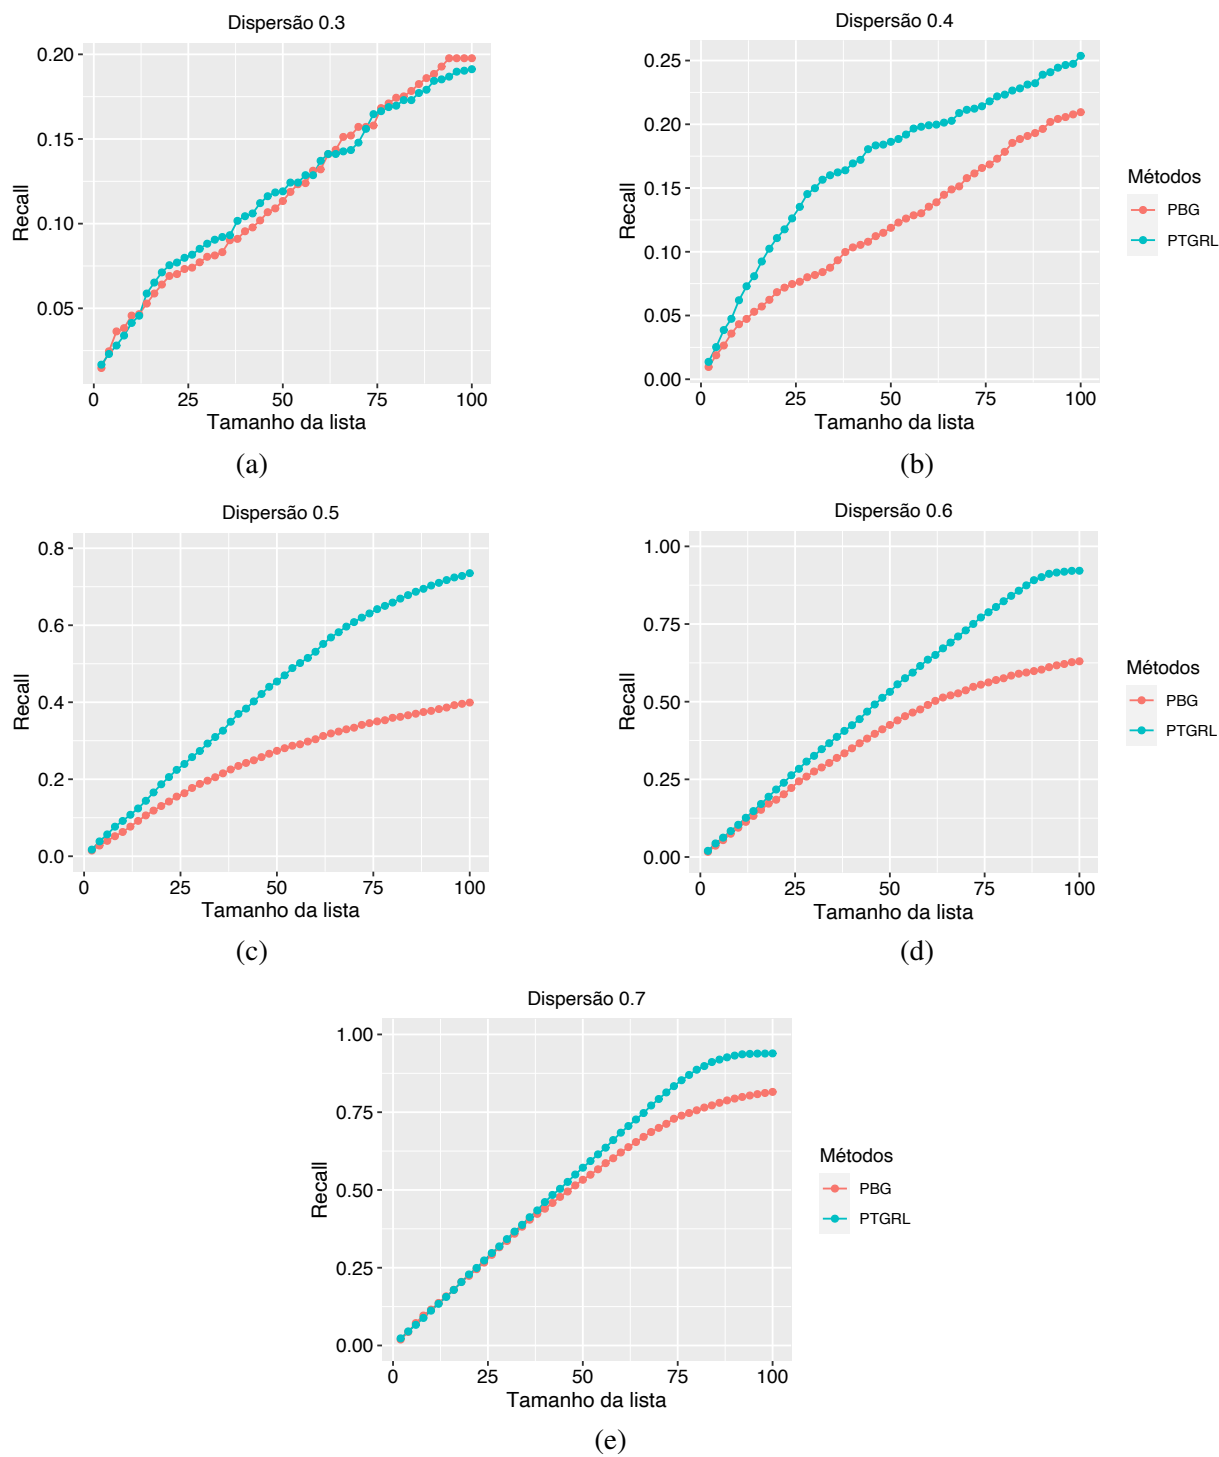 Dispersão 0.3
Recall
0.20
0.15
0.10
0.05
0 25 50 75 100
Tamanho da lista
(a)
Dispersão 0.4
Recall
0.25
0.20
0.15
0.10
0.05
0.00
0 25 50 75 100
Tamanho da lista
(b)
Métodos
PBG
PTGRL
Dispersão 0.5
Recall
0.8
0.6
0.4
0.2
0.0
0 25 50 75 100
Tamanho da lista
(c)
Dispersão 0.6
Recall
1.00
0.75
0.50
0.25
0.00
0 25 50 75 100
Tamanho da lista
(d)
Métodos
PBG
PTGRL
Dispersão 0.7
Recall
1.00
0.75
0.50
0.25
0.00
0 25 50 75 100
Tamanho da lista
(e)
Métodos
PBG
PTGRL